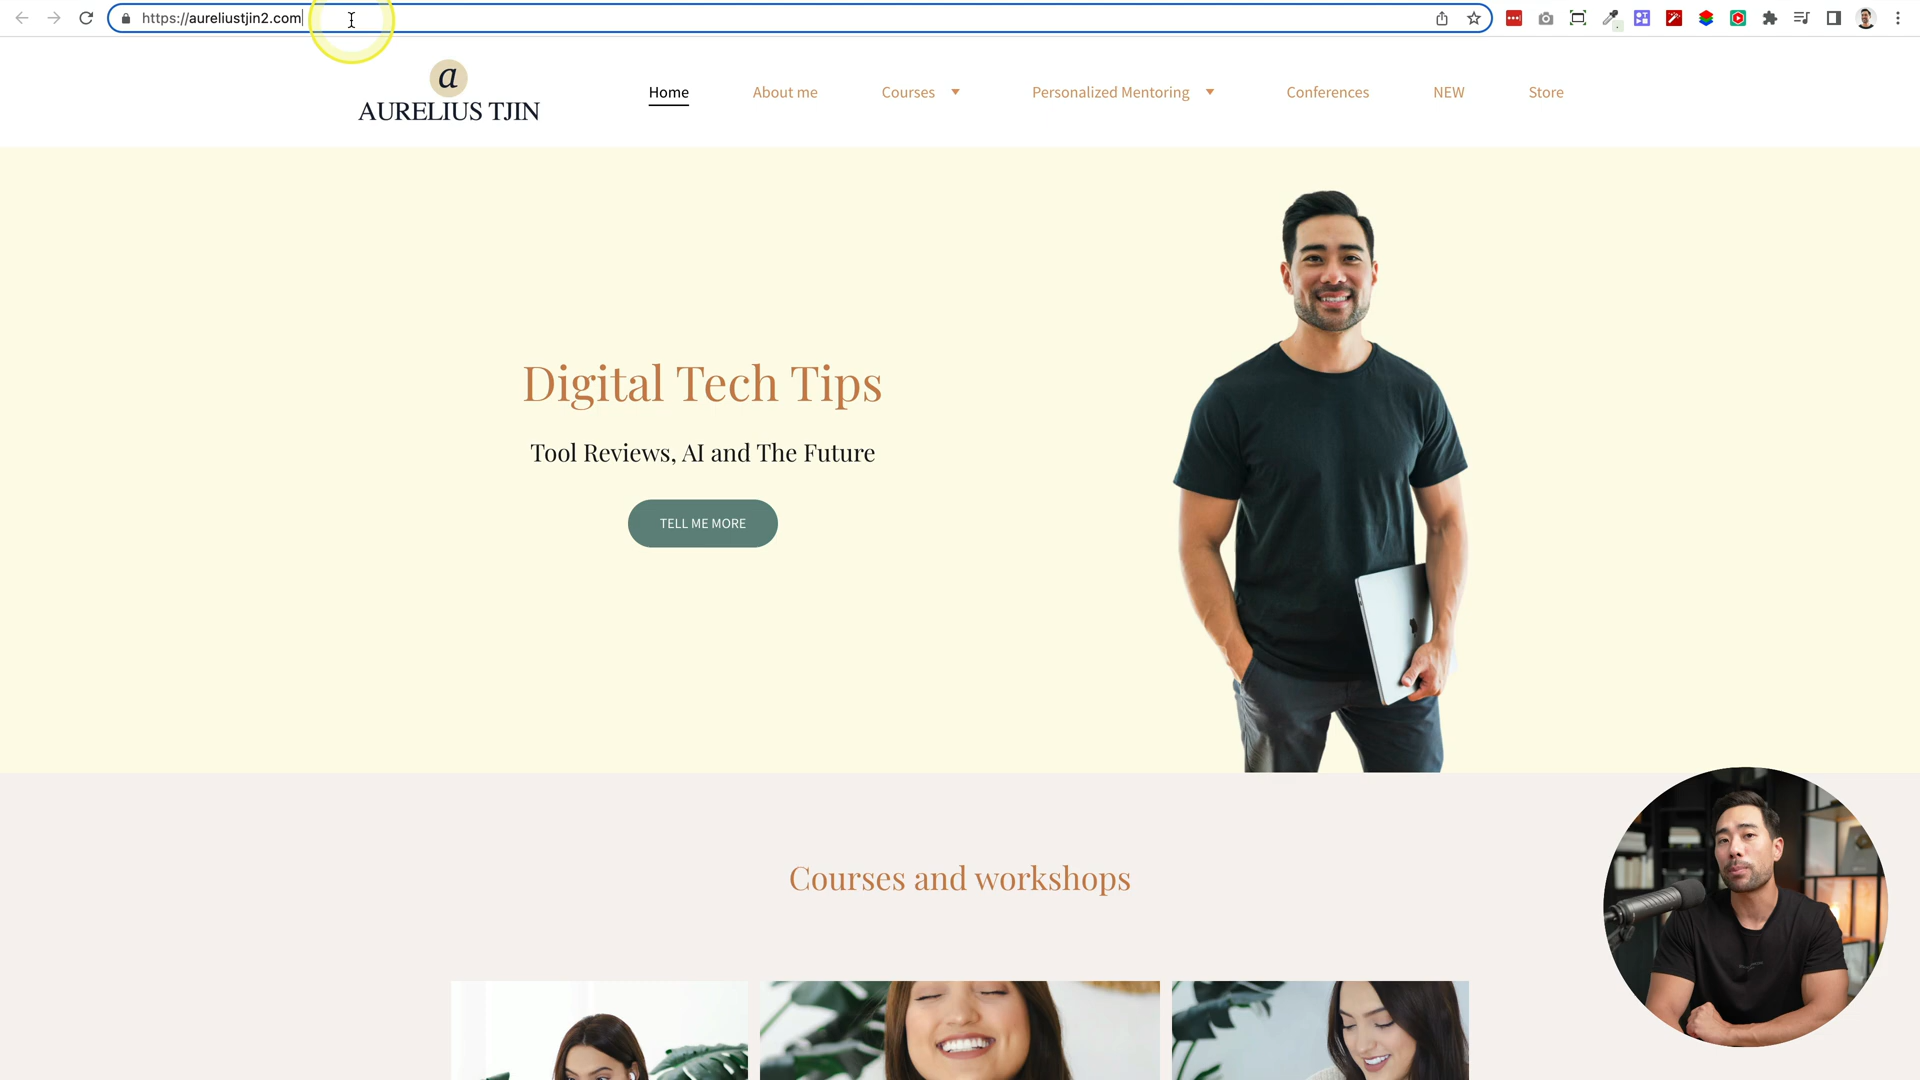 https://aureliustjin2.com
a
AURELIUS TJIN
Home
About me
Courses
Personalized Mentoring
Conferences
NEW
Store
Digital Tech Tips
Tool Reviews, AI and The Future
TELL ME MORE
Courses and workshops